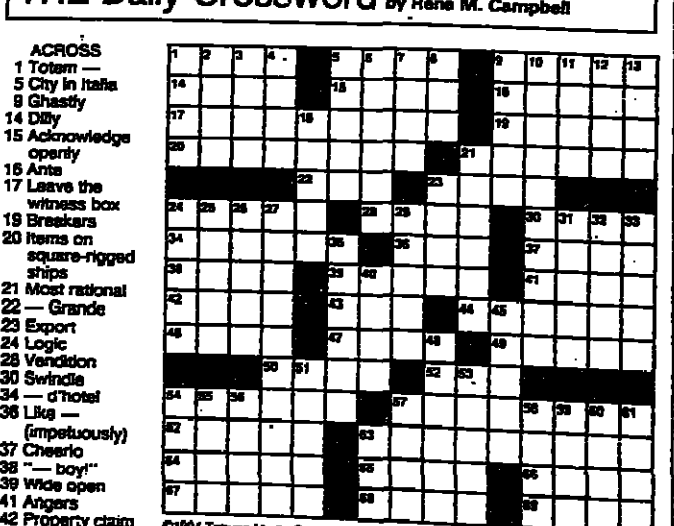 THE Daily Crossword by Rene M. Campbell
ACROSS
1 Totem —
5 City in Italia
9 Ghastly
14 Dilly
15 Acknowledge
openly
16 Ante
17 Leave the
witness box
19 Breakers
20 Items on
square-rigged
ships
21 Most rational
22 — Grande
23 Export
24 Logic
28 Vendition
30 Swindle
34 — d'hotel
36 Like —
(impetuously)
37 Cheerio
38 "— boy!"
39 Wide open
41 Angers
42 Property claim
1 2 3 4 5 6 7 8 9 10 11 12 13
14 15 16
17 18 19
20 21
22 23
24 25 26 27 28 29 30 31 32 33
34 35 36 37
38 39 40 41
42 43 44 45
46 47 48 49
50 51 52 53
54 55 56 57 58 59 60 61
62 63
64 65 66
67 68 69